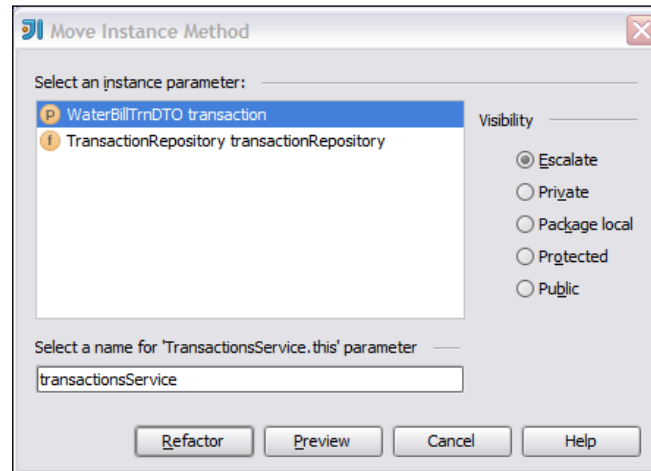 Move Instance Method
Select an instance parameter:
P WaterBillTrnDTO transaction
f TransactionRepository transactionRepository
Visibility
Escalate
Private
Package local
Protected
Public
Select a name for 'TransactionsService.this' parameter
transactionsService
Refactor Preview Cancel Help